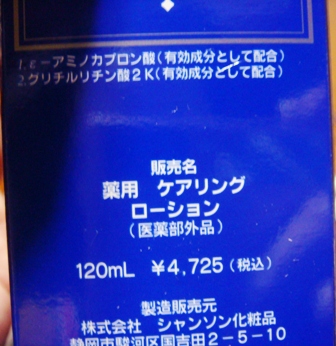 1.ε－アミノカプロン酸(有効成分として配合)
2.グリチルリチン酸2K(有効成分として配合)
販売名
薬用 ケアリング
ローション
(医薬部外品)
120mL ￥4,725(税込)
製造販売元
株式会社 シャンソン化粧品
静岡市駿河区国吉田2-5-10